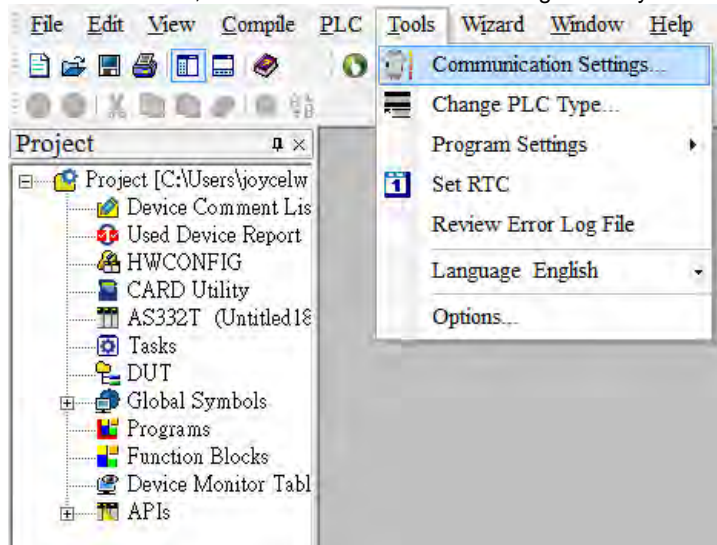 File Edit View Compile PLC Tools Wizard Window Help
Communication Settings...
Change PLC Type...
Program Settings
1 Set RTC
Review Error Log File
Language English
Options...
Project
Project [C:\Users\joycelw
Device Comment Lis
Used Device Report
HWCONFIG
CARD Utility
AS332T (Untitled18
Tasks
DUT
Global Symbols
Programs
Function Blocks
Device Monitor Tabl
APIs